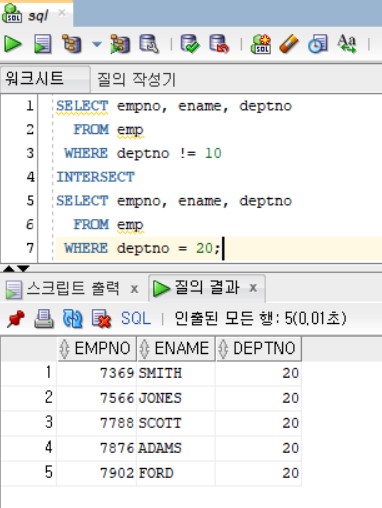 sql
워크시트 질의 작성기
1 SELECT empno, ename, deptno
2 FROM emp
3 WHERE deptno != 10
4 INTERSECT
5 SELECT empno, ename, deptno
6 FROM emp
7 WHERE deptno = 20;
스크립트 출력 x 질의 결과 x
SQL | 인출된 모든 행: 5(0,01초)
EMPNO ENAME DEPTNO
1 7369 SMITH 20
2 7566 JONES 20
3 7788 SCOTT 20
4 7876 ADAMS 20
5 7902 FORD 20